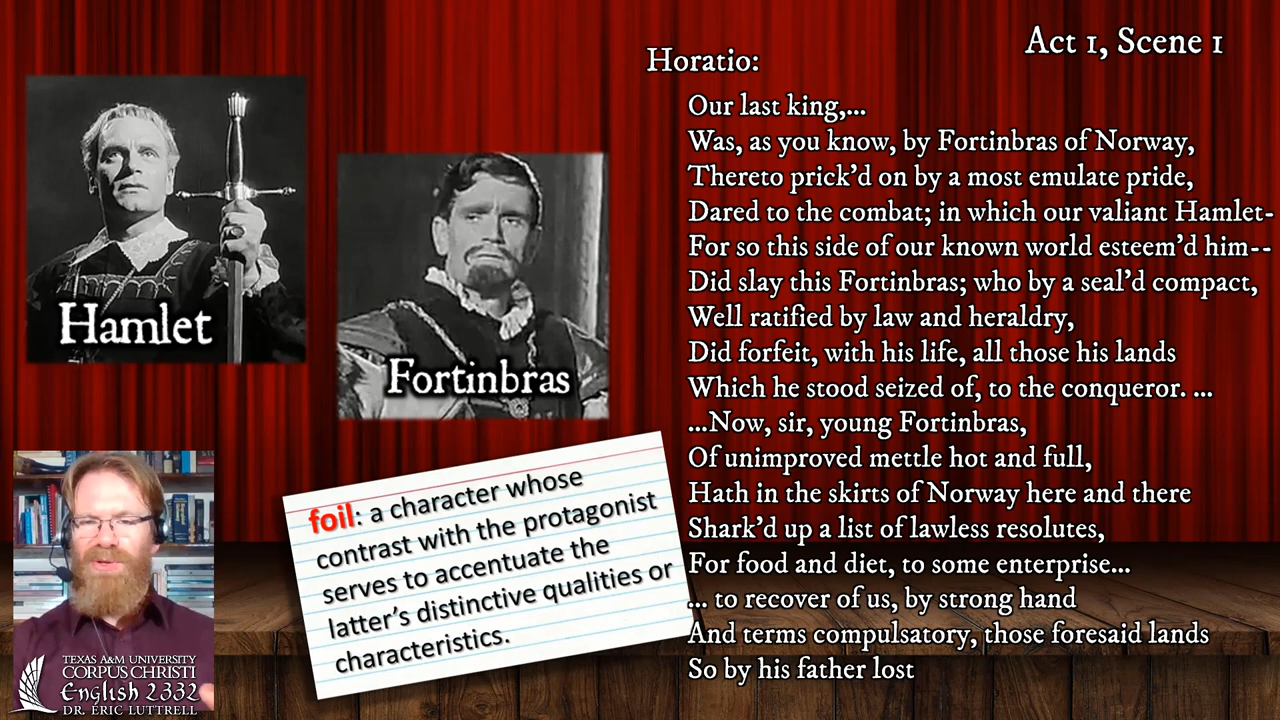 Act 1, Scene 1
Horatio:
Our last king,...
Was, as you know, by Fortinbras of Norway,
Thereto prick'd on by a most emulate pride,
Dared to the combat; in which our valiant Hamlet-
For so this side of our known world esteem'd him--
Did slay this Fortinbras; who by a seal'd compact,
Well ratified by law and heraldry,
Did forfeit, with his life, all those his lands
Which he stood seized of, to the conqueror. ...
...Now, sir, young Fortinbras,
Of unimproved mettle hot and full,
Hath in the skirts of Norway here and there
Shark'd up a list of lawless resolutes,
For food and diet, to some enterprise...
... to recover of us, by strong hand
And terms compulsatory, those foresaid lands
So by his father lost
Hamlet
Fortinbras
foil: a character whose
contrast with the protagonist
serves to accentuate the
latter's distinctive qualities or
characteristics.
TEXAS A&M UNIVERSITY
CORPUS CHRISTI
English 2332
DR. ERIC LUTTRELL